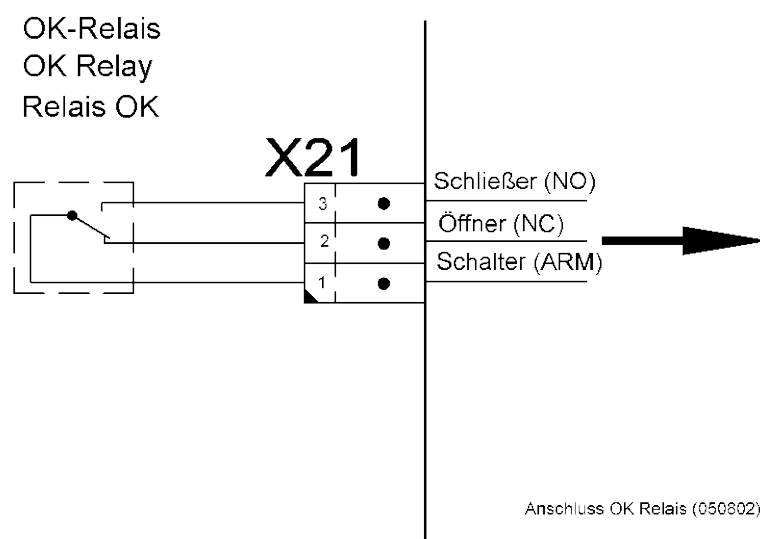 OK-Relais
OK Relay
Relais OK
X21
3
Schließer (NO)
2
Öffner (NC)
1
Schalter (ARM)
Anschluss OK Relais (050802)